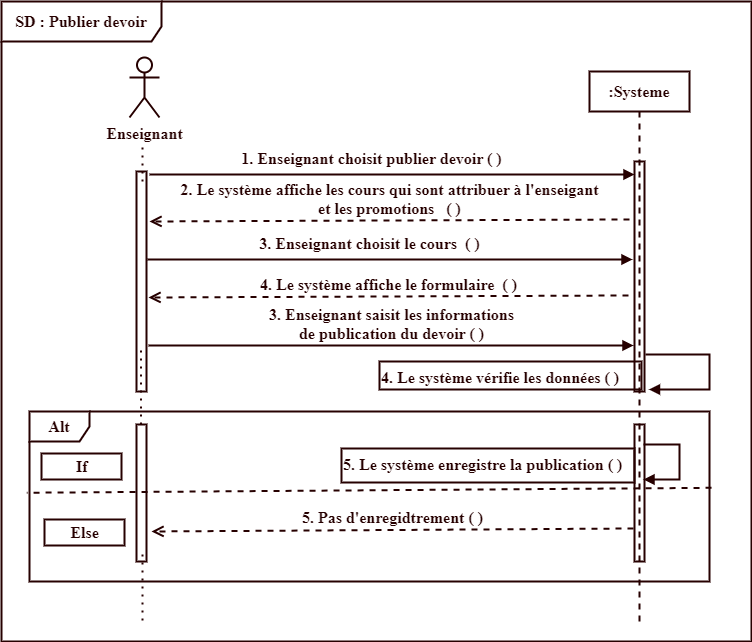 SD : Publier devoir
Enseignant
:Systeme
1. Enseignant choisit publier devoir ( )
2. Le système affiche les cours qui sont attribuer à l'enseigant
et les promotions ( )
3. Enseignant choisit le cours ( )
4. Le système affiche le formulaire ( )
3. Enseignant saisit les informations
de publication du devoir ( )
4. Le système vérifie les données ( )
Alt
If
5. Le système enregistre la publication ( )
Else
5. Pas d'enregidtrement ( )